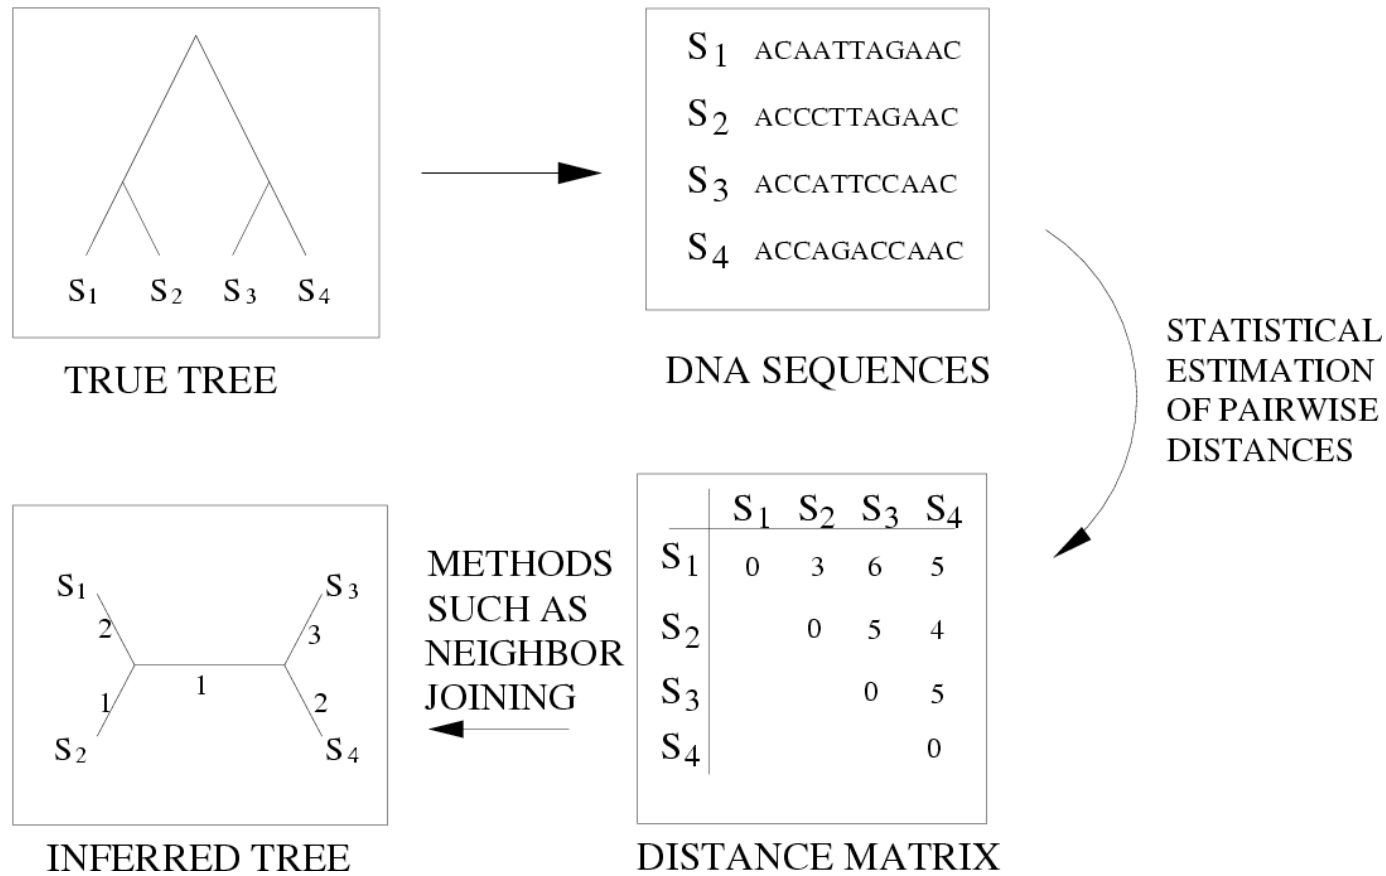 S1 S2 S3 S4
TRUE TREE
S1 ACAATTAGAAC
S2 ACCCTTAGAAC
S3 ACCATTCCAAC
S4 ACCAGACCAAC
DNA SEQUENCES
STATISTICAL
ESTIMATION
OF PAIRWISE
DISTANCES
S1 S2 S3 S4
S1 0 3 6 5
S2 0 5 4
S3 0 5
S4 0
DISTANCE MATRIX
METHODS
SUCH AS
NEIGHBOR
JOINING
S1 S3
2 3
1
1 2
S2 S4
INFERRED TREE